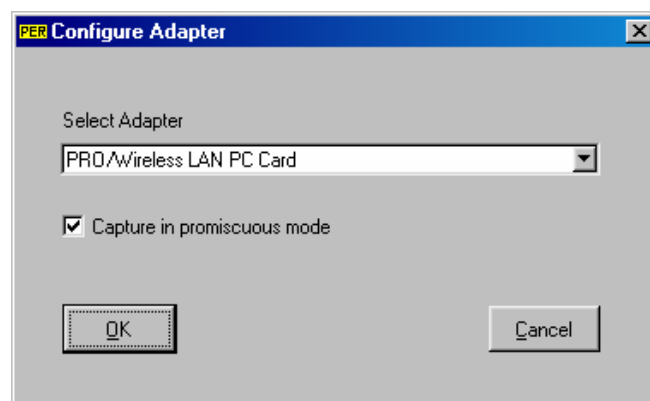 PER Configure Adapter
Select Adapter
PRO/Wireless LAN PC Card
Capture in promiscuous mode
OK Cancel